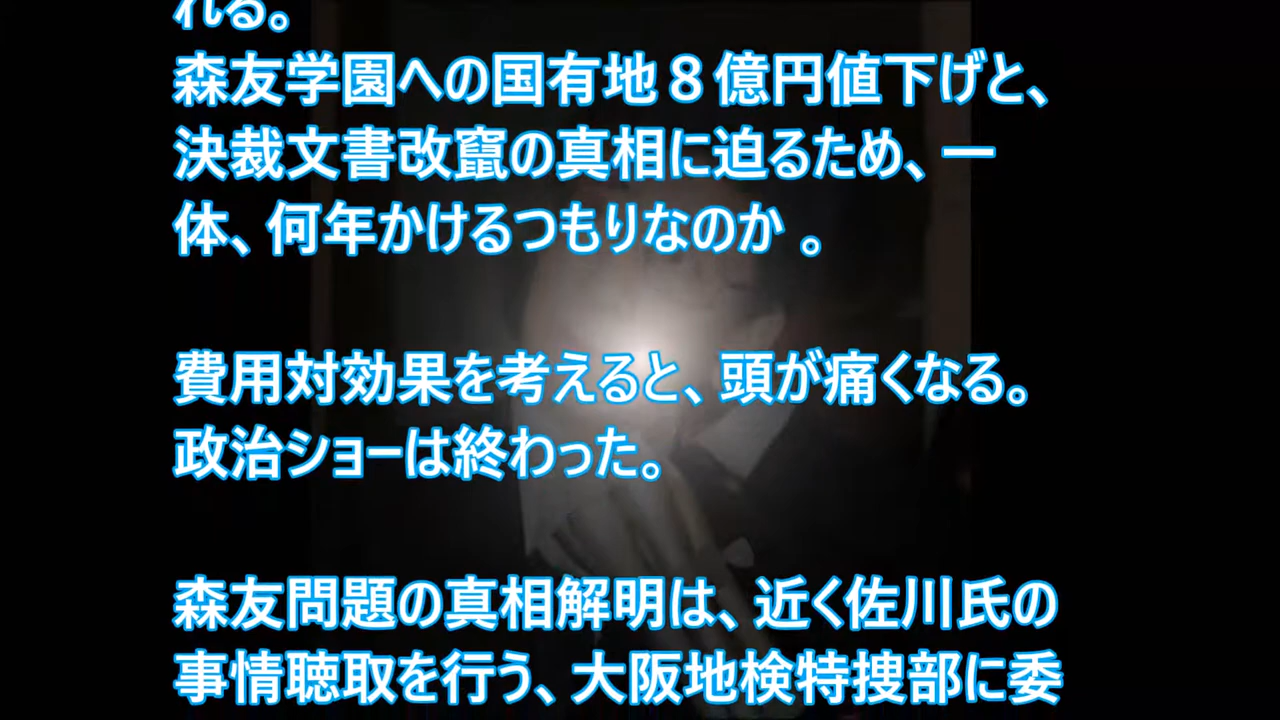 れる。
森友学園への国有地８億円値下げと、
決裁文書改竄の真相に迫るため、一
体、何年かけるつもりなのか 。
費用対効果を考えると、頭が痛くなる。
政治ショーは終わった。
森友問題の真相解明は、近く佐川氏の
事情聴取を行う、大阪地検特捜部に委